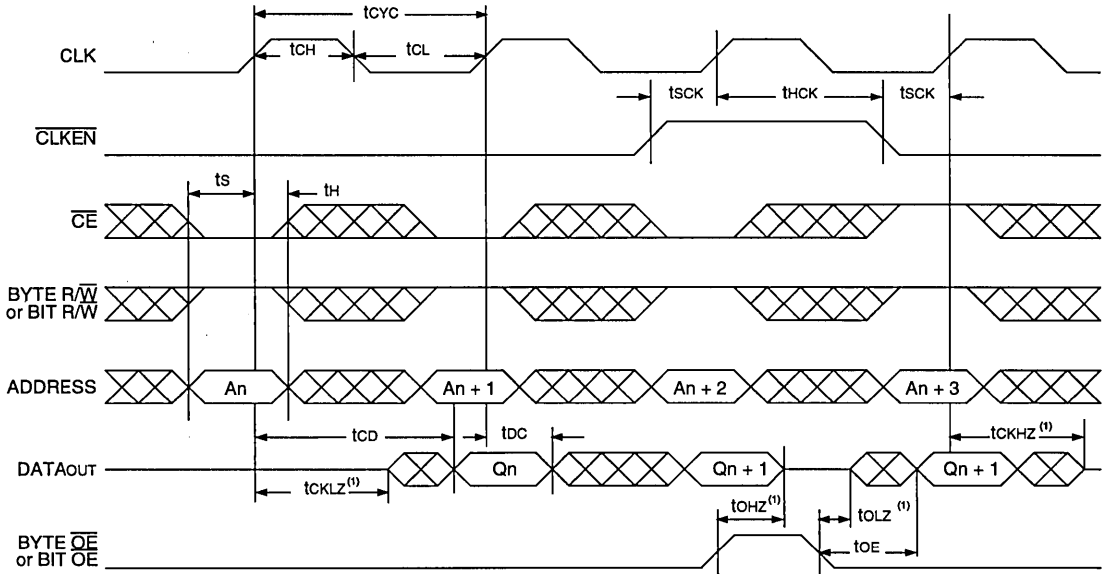 tCYC
CLK
tCH
tCL
tSCK
tHCK
tSCK
CLKEN
tS
tH
CE
BYTE R/W
or BIT R/W
ADDRESS
An
An + 1
An + 2
An + 3
tCD
tDC
tCKHZ(1)
DATAOUT
Qn
Qn + 1
Qn + 1
tCKLZ(1)
tOHZ(1)
tOLZ(1)
tOE
BYTE OE
or BIT OE